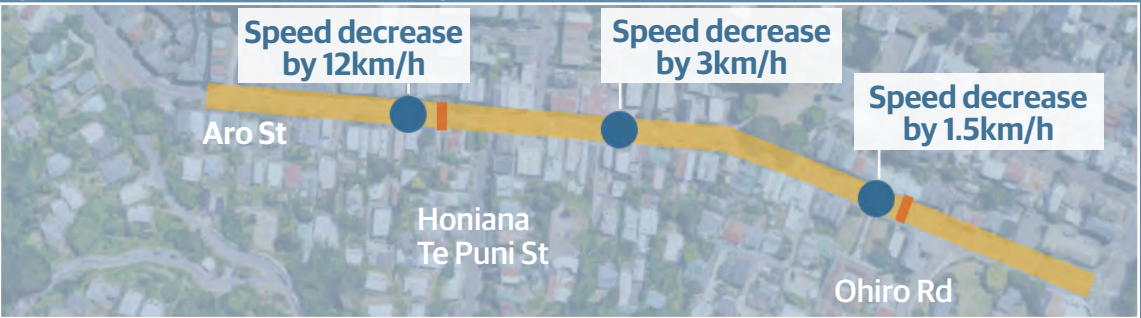 Speed decrease
by 12km/h
Speed decrease
by 3km/h
Speed decrease
by 1.5km/h
Aro St
Honiana
Te Puni St
Ohiro Rd